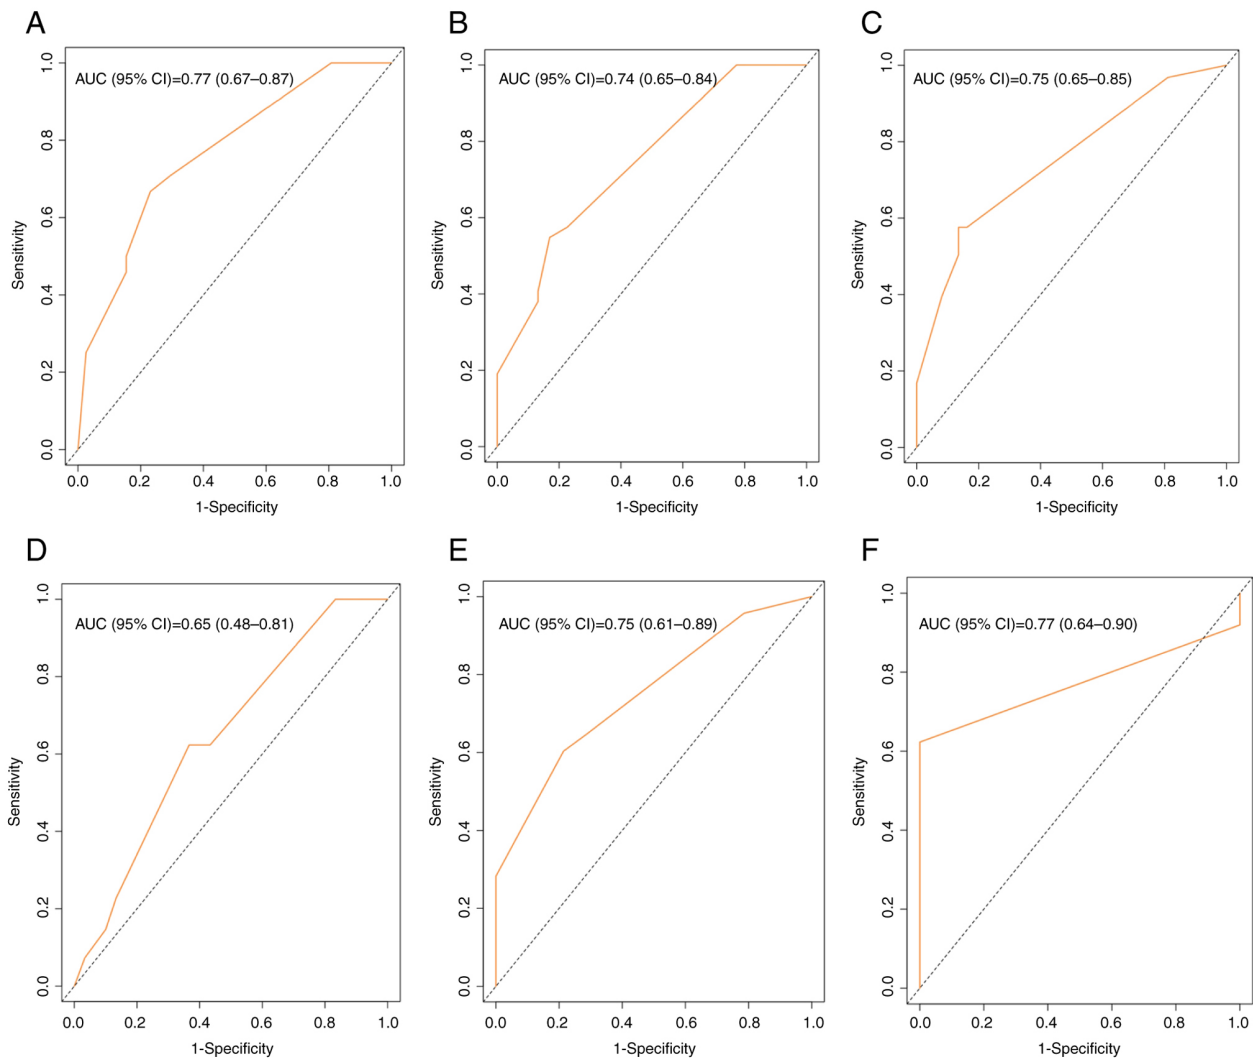 A
AUC (95% CI)=0.77 (0.67–0.87)
Sensitivity
0.0 0.2 0.4 0.6 0.8 1.0
0.0 0.2 0.4 0.6 0.8 1.0
1-Specificity
B
AUC (95% CI)=0.74 (0.65–0.84)
Sensitivity
0.0 0.2 0.4 0.6 0.8 1.0
0.0 0.2 0.4 0.6 0.8 1.0
1-Specificity
C
AUC (95% CI)=0.75 (0.65–0.85)
Sensitivity
0.0 0.2 0.4 0.6 0.8 1.0
0.0 0.2 0.4 0.6 0.8 1.0
1-Specificity
D
AUC (95% CI)=0.65 (0.48–0.81)
Sensitivity
0.0 0.2 0.4 0.6 0.8 1.0
0.0 0.2 0.4 0.6 0.8 1.0
1-Specificity
E
AUC (95% CI)=0.75 (0.61–0.89)
Sensitivity
0.0 0.2 0.4 0.6 0.8 1.0
0.0 0.2 0.4 0.6 0.8 1.0
1-Specificity
F
AUC (95% CI)=0.77 (0.64–0.90)
Sensitivity
0.0 0.2 0.4 0.6 0.8 1.0
0.0 0.2 0.4 0.6 0.8 1.0
1-Specificity